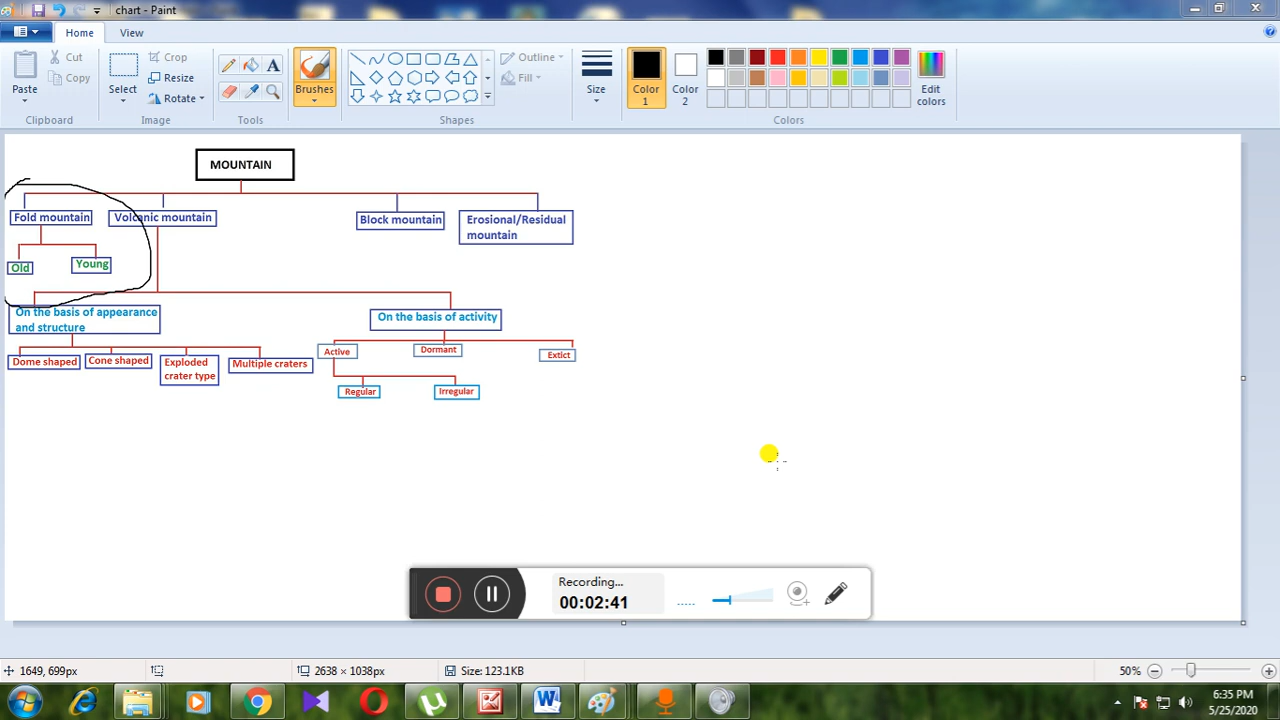 chart - Paint
Home View
Cut
Copy
Paste
Clipboard
Crop
Resize
Rotate
Select
Image
Tools
Brushes
Outline
Fill
Shapes
Size
Color 1
Color 2
Edit colors
Colors
MOUNTAIN
Fold mountain Volcanic mountain Block mountain Erosional/Residual
mountain
Old Young
On the basis of appearance
and structure
On the basis of activity
Dome shaped Cone shaped Exploded
crater type
Multiple craters
Active Dormant Extict
Regular Irregular
Recording...
00:02:41
1649, 699px 2638 × 1038px Size: 123.1KB 50%
6:35 PM
5/25/2020